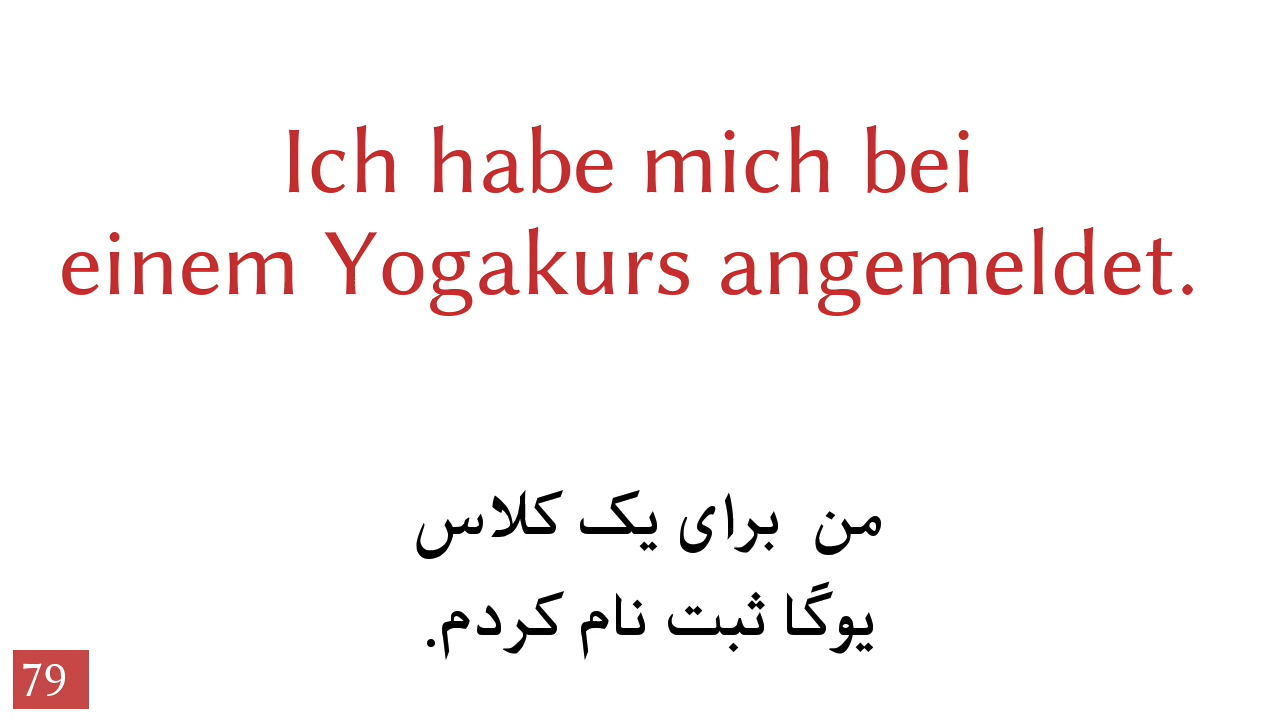 Ich habe mich bei
einem Yogakurs angemeldet.
من برای یک کلاس
یوگا ثبت نام کردم.
79